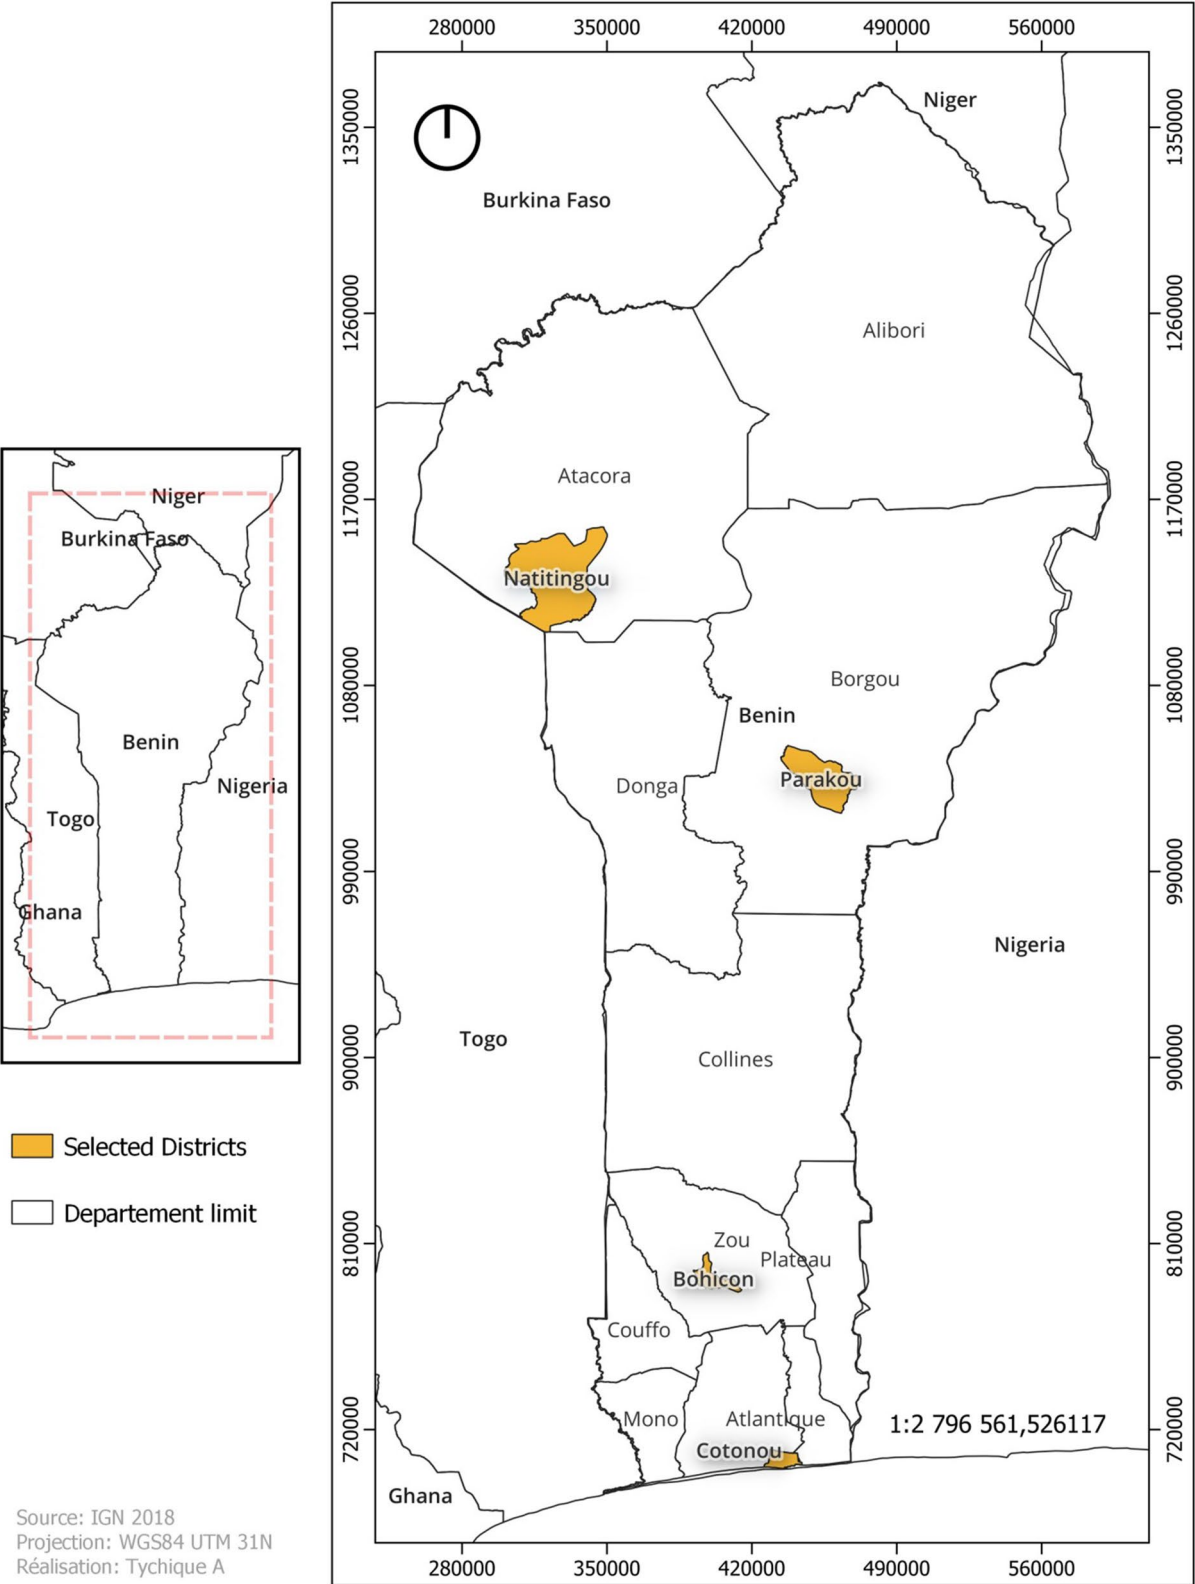 280000 350000 420000 490000 560000
Niger
1350000 1350000
Burkina Faso
1260000 1260000
Alibori
Atacora
1170000 1170000
Natitingou
1080000 1080000
Borgou
Benin
Parakou
Donga
990000 990000
Nigeria
Togo
900000 900000
Collines
810000 810000
Zou
Plateau
Bohicon
Couffo
Mono
Atlantique
720000 720000
1:2 796 561,526117
Cotonou
Ghana
280000 350000 420000 490000 560000
Niger
Burkina Faso
Benin
Nigeria
Togo
Ghana
Selected Districts
Departement limit
Source: IGN 2018
Projection: WGS84 UTM 31N
Réalisation: Tychique A